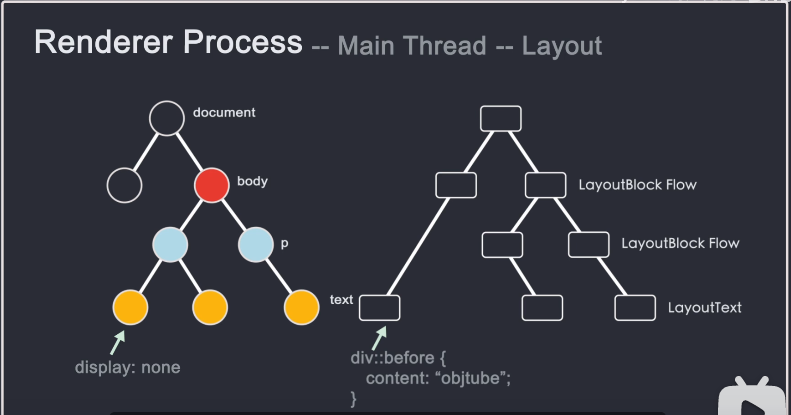 Renderer Process -- Main Thread -- Layout
document
body
LayoutBlock Flow
p
LayoutBlock Flow
text
LayoutText
display: none
div::before {
content: “objtube”;
}